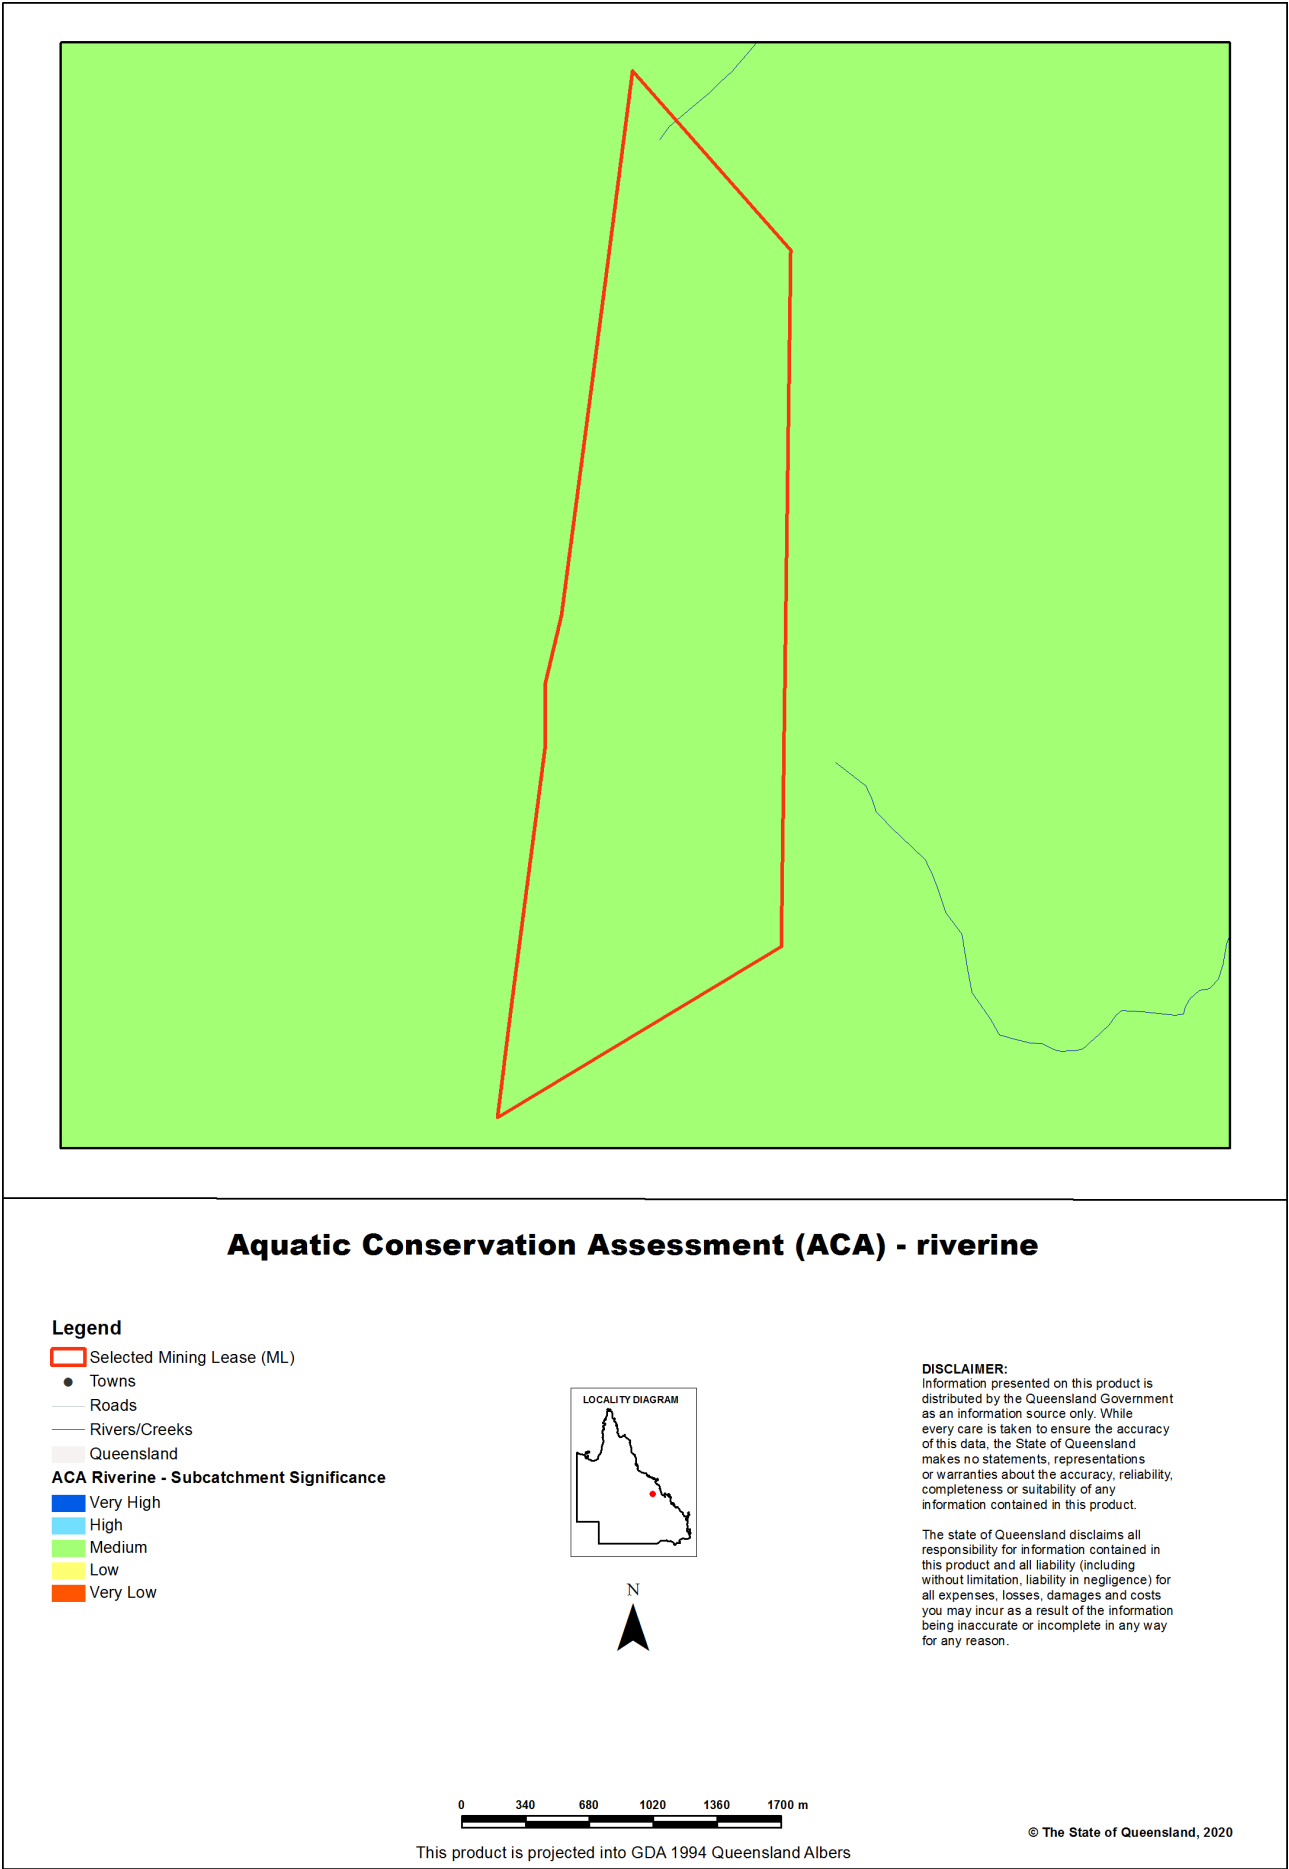 Aquatic Conservation Assessment (ACA) - riverine
Legend
Selected Mining Lease (ML)
Towns
Roads
Rivers/Creeks
Queensland
ACA Riverine - Subcatchment Significance
Very High
High
Medium
Low
Very Low
LOCALITY DIAGRAM
N
DISCLAIMER:
Information presented on this product is
distributed by the Queensland Government
as an information source only. While
every care is taken to ensure the accuracy
of this data, the State of Queensland
makes no statements, representations
or warranties about the accuracy, reliability,
completeness or suitability of any
information contained in this product.
The state of Queensland disclaims all
responsibility for information contained in
this product and all liability (including
without limitation, liability in negligence) for
all expenses, losses, damages and costs
you may incur as a result of the information
being inaccurate or incomplete in any way
for any reason.
0 340 680 1020 1360 1700 m
This product is projected into GDA 1994 Queensland Albers
© The State of Queensland, 2020